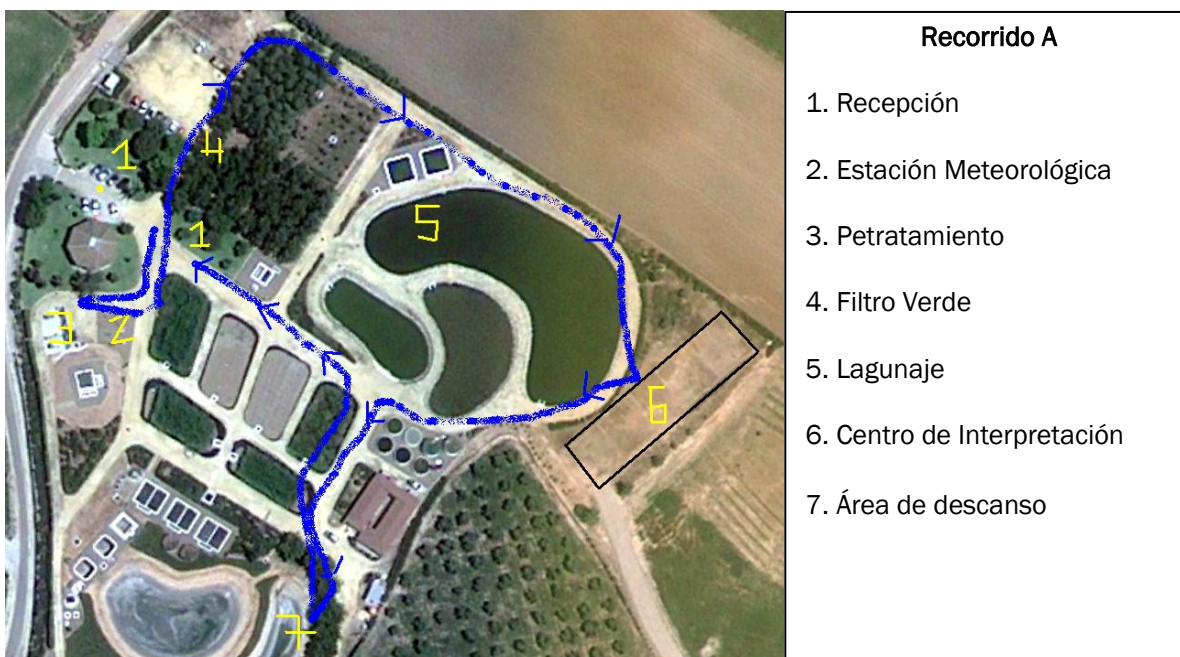 Recorrido A
1. Recepción
2. Estación Meteorológica
3. Petratamiento
4. Filtro Verde
5. Lagunaje
6. Centro de Interpretación
7. Área de descanso
4
1
1
5
3
2
6
7